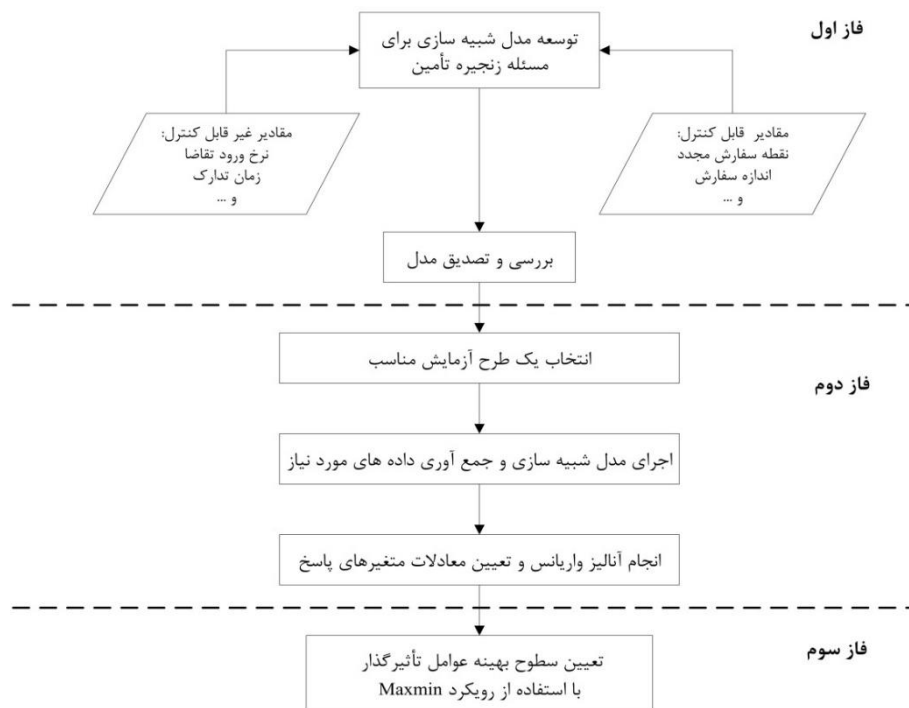 فاز اول
توسعه مدل شبیه سازی برای
مسئله زنجیره تأمین
مقادیر قابل کنترل:
نقطه سفارش مجدد
اندازه سفارش
و ...
مقادیر غیر قابل کنترل:
نرخ ورود تقاضا
زمان تدارک
و ...
بررسی و تصدیق مدل
فاز دوم
انتخاب یک طرح آزمایش مناسب
اجرای مدل شبیه سازی و جمع آوری داده های مورد نیاز
انجام آنالیز واریانس و تعیین معادلات متغیرهای پاسخ
فاز سوم
تعیین سطوح بهینه عوامل تأثیرگذار
با استفاده از رویکرد Maxmin